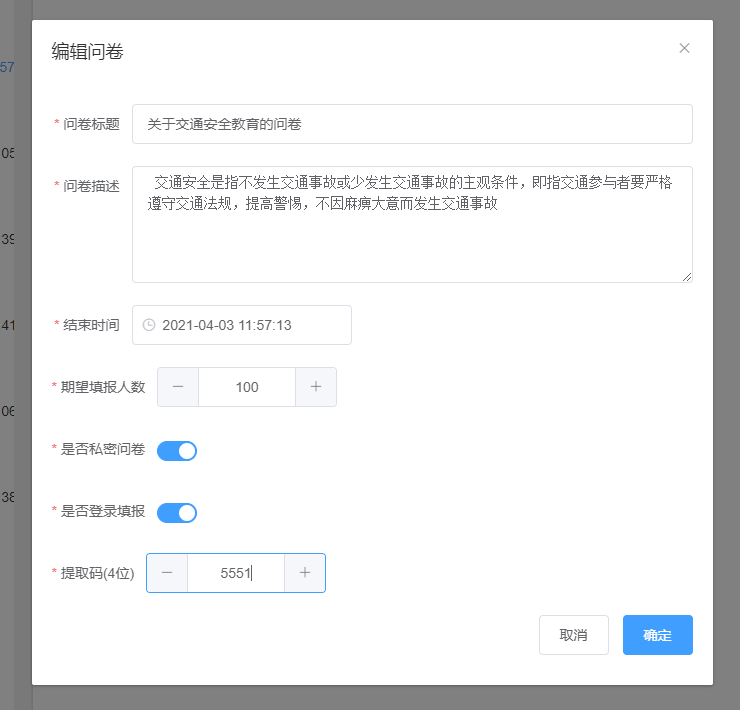 编辑问卷
57
* 问卷标题 关于交通安全教育的问卷
05
* 问卷描述 交通安全是指不发生交通事故或少发生交通事故的主观条件，即指交通参与者要严格
遵守交通法规，提高警惕，不因麻痹大意而发生交通事故
39
* 结束时间 2021-04-03 11:57:13
41
* 期望填报人数 100
06
* 是否私密问卷
38
* 是否登录填报
* 提取码(4位) 5551
取消 确定